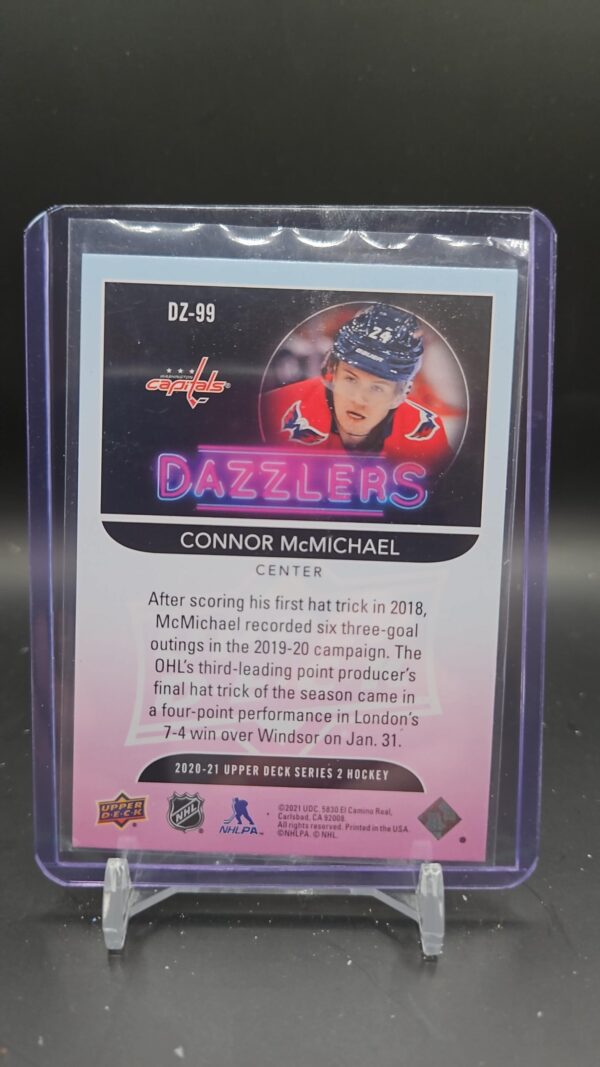 DZ-99
24
WASHINGTON
capitals®
DAZZLERS
CONNOR McMICHAEL
CENTER
After scoring his first hat trick in 2018,
McMichael recorded six three-goal
outings in the 2019-20 campaign. The
OHL's third-leading point producer's
final hat trick of the season came in
a four-point performance in London's
7-4 win over Windsor on Jan. 31.
2020-21 UPPER DECK SERIES 2 HOCKEY
UPPER DECK
NHL
NHLPA
©2021 UDC. 5830 El Camino Real,
Carlsbad, CA 92008.
All rights reserved. Printed in the USA.
©NHLPA. © NHL.